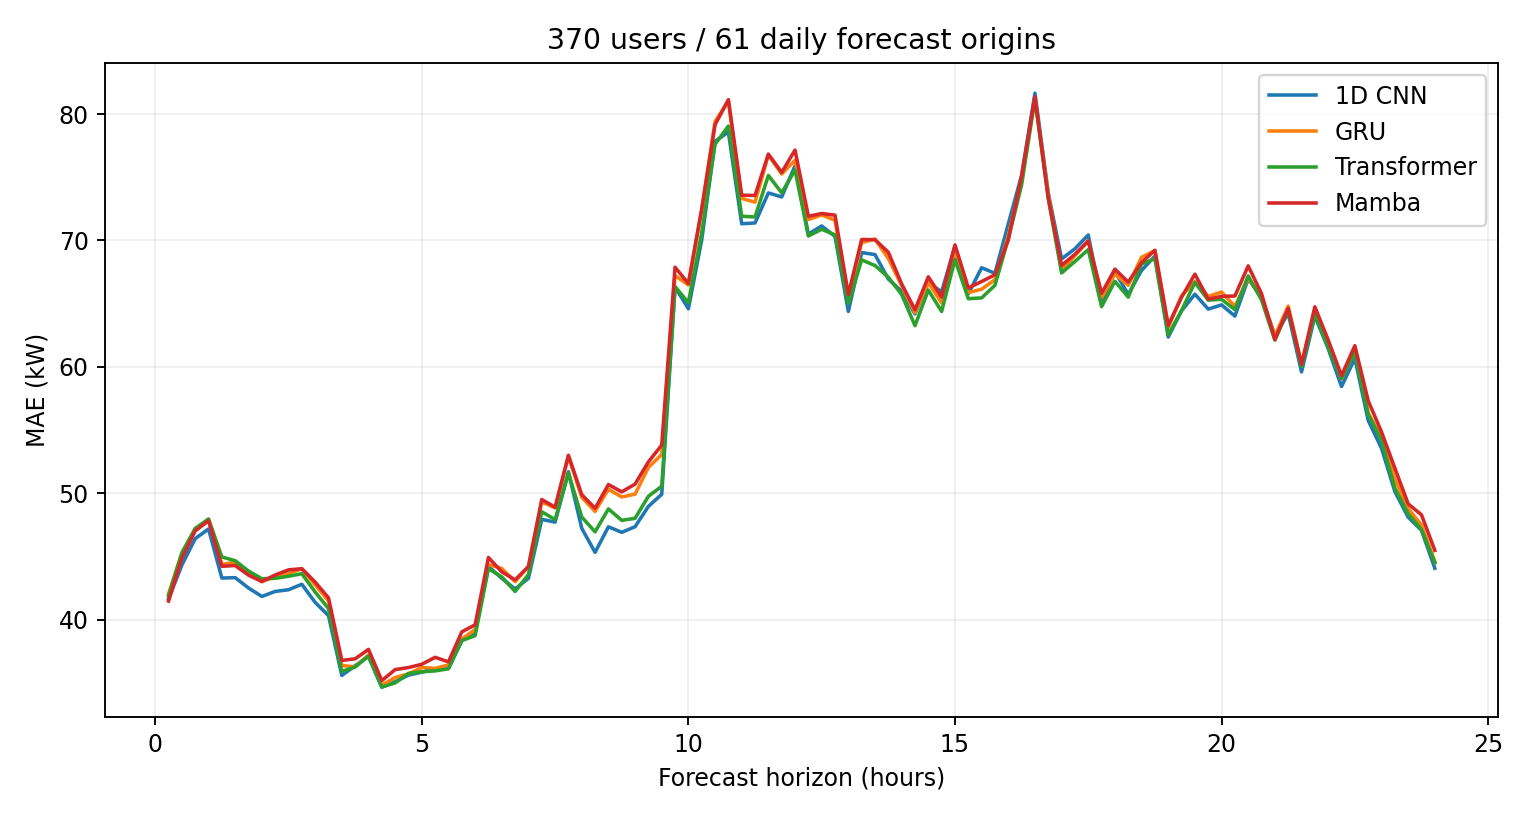 370 users / 61 daily forecast origins
1D CNN
GRU
Transformer
Mamba
MAE (kW)
80
70
60
50
40
0 5 10 15 20 25
Forecast horizon (hours)